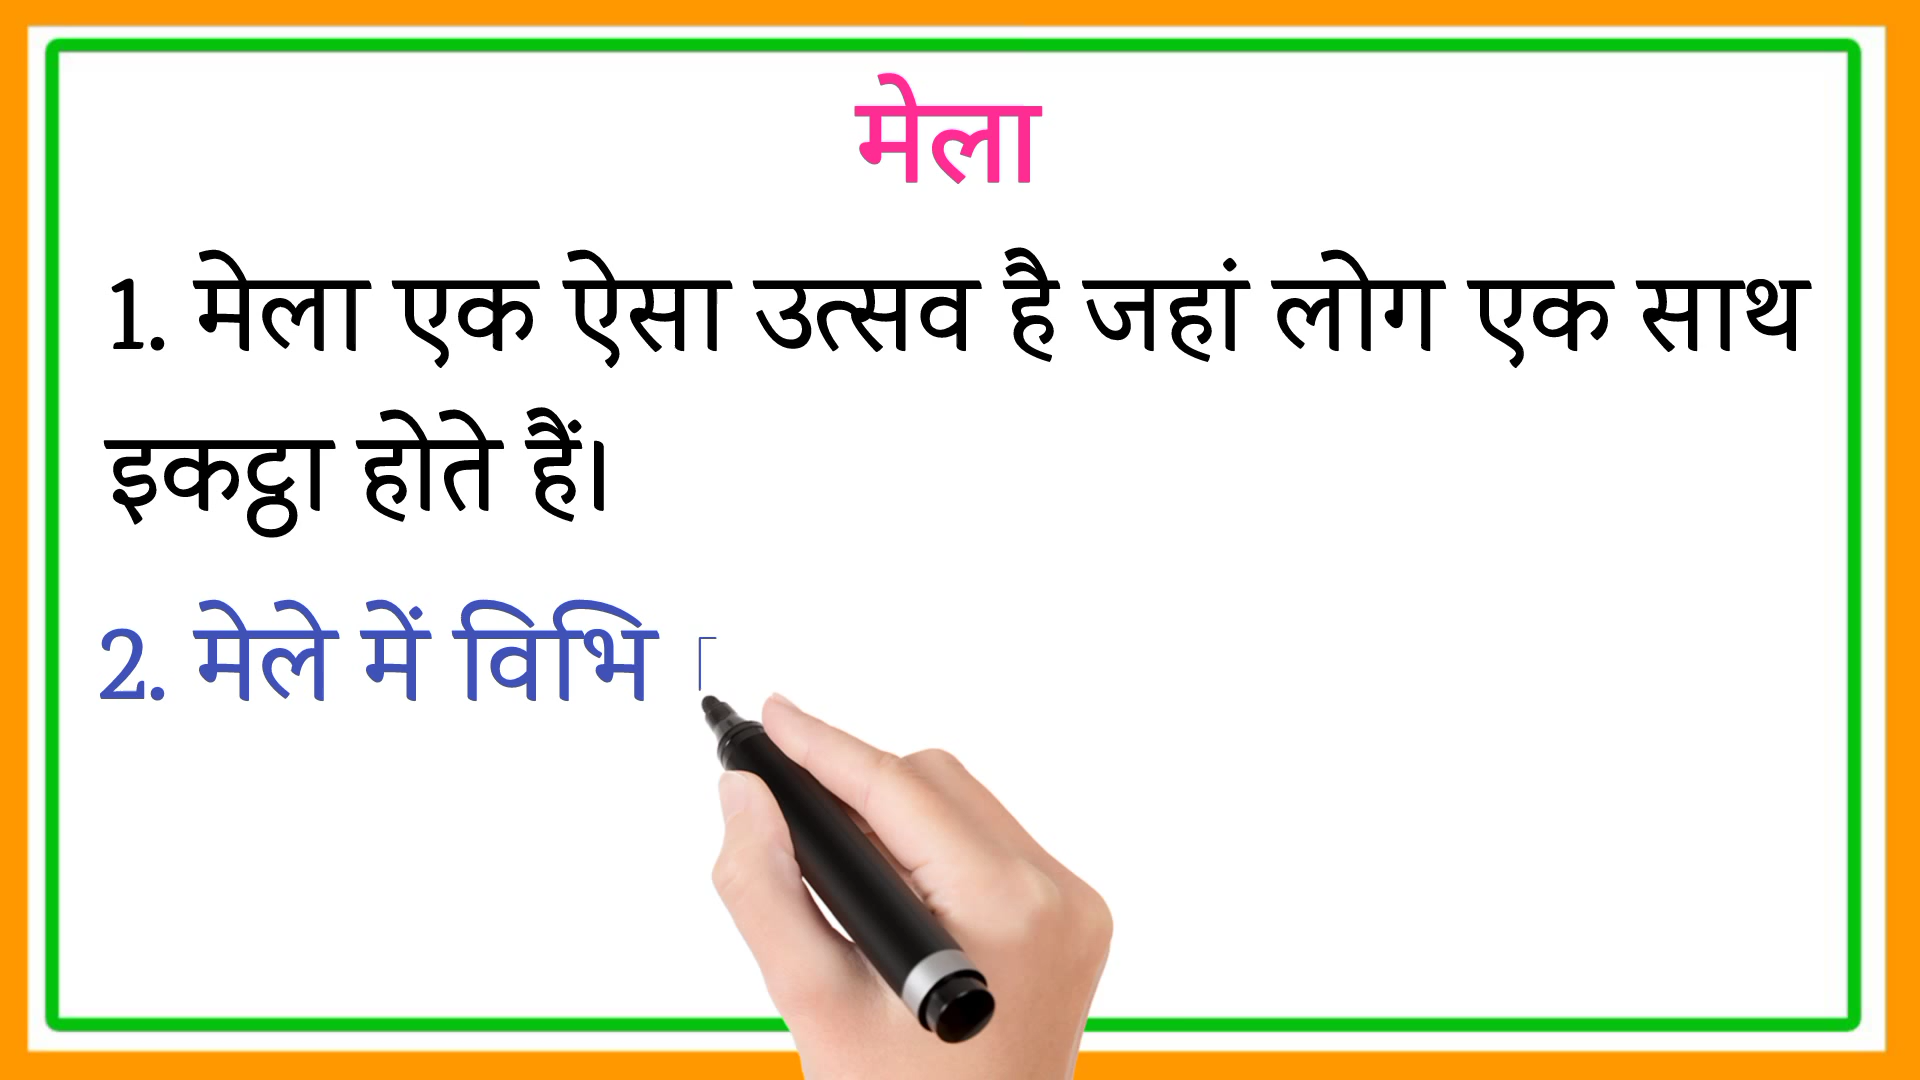 मेला
1. मेला एक ऐसा उत्सव है जहां लोग एक साथ
इकट्ठा होते हैं।
2. मेले में विभि